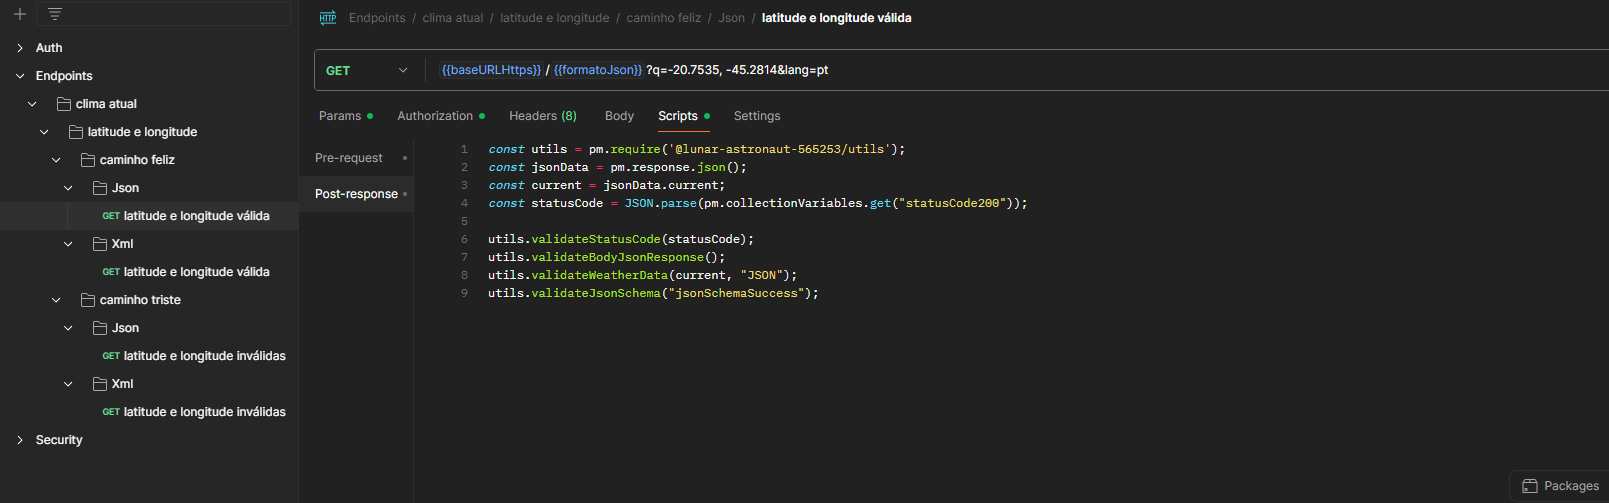 Auth
Endpoints
clima atual
latitude e longitude
caminho feliz
Json
GET latitude e longitude válida
Xml
GET latitude e longitude válida
caminho triste
Json
GET latitude e longitude inválidas
Xml
GET latitude e longitude inválidas
Security
HTTP Endpoints / clima atual / latitude e longitude / caminho feliz / Json / latitude e longitude válida
GET {{baseURLHttps}} / {{formatoJson}} ?q=-20.7535, -45.2814&lang=pt
Params Authorization Headers (8) Body Scripts Settings
Pre-request
Post-response
1 const utils = pm.require('@lunar-astronaut-565253/utils');
2 const jsonData = pm.response.json();
3 const current = jsonData.current;
4 const statusCode = JSON.parse(pm.collectionVariables.get("statusCode200"));
5
6 utils.validateStatusCode(statusCode);
7 utils.validateBodyJsonResponse();
8 utils.validateWeatherData(current, "JSON");
9 utils.validateJsonSchema("jsonSchemaSuccess");
Packages